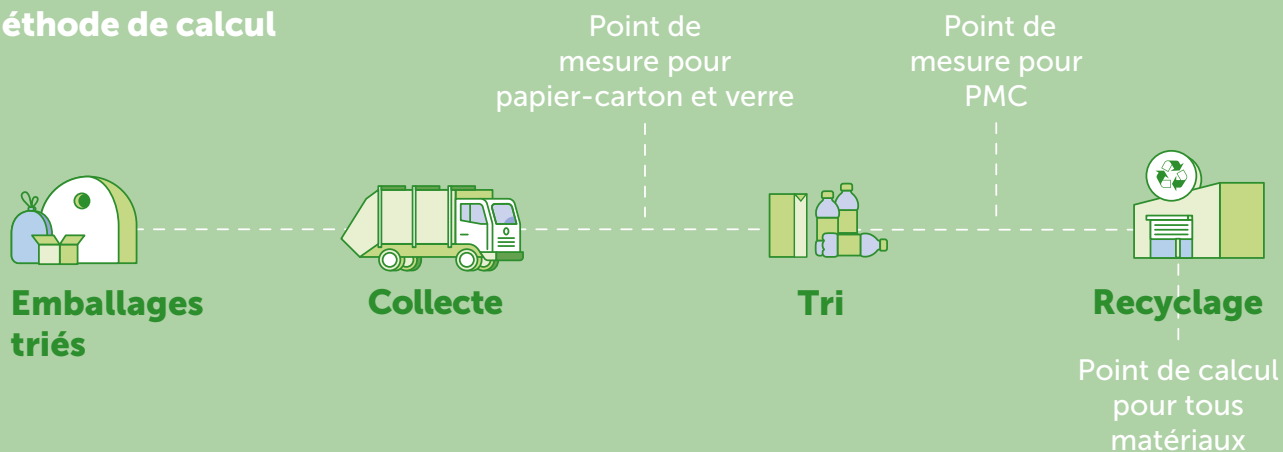 éthode de calcul
Point de
mesure pour
papier-carton et verre
Point de
mesure pour
PMC
Emballages
triés
Collecte
Tri
Recyclage
Point de calcul
pour tous
matériaux